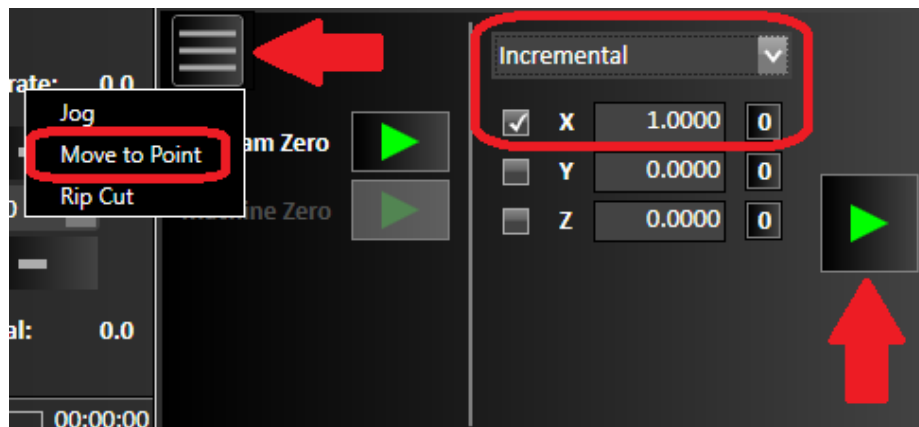 rate: 0.0
Jog
Move to Point
Rip Cut
am Zero
Machine Zero
0
al: 0.0
00:00:00
Incremental
X 1.0000 0
Y 0.0000 0
Z 0.0000 0